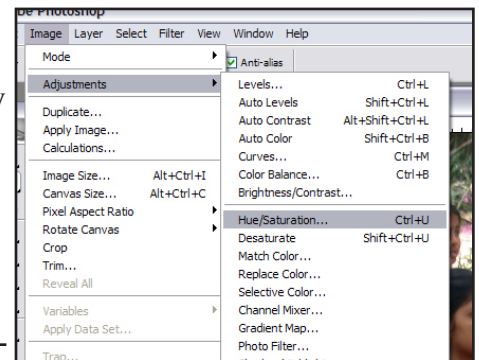 be Photoshop
Image Layer Select Filter View Window Help
Anti-alias
Mode
Adjustments
Duplicate...
Apply Image...
Calculations...
Image Size... Alt+Ctrl+I
Canvas Size... Alt+Ctrl+C
Pixel Aspect Ratio
Rotate Canvas
Crop
Trim...
Reveal All
Variables
Apply Data Set...
Trap...
Levels... Ctrl+L
Auto Levels Shift+Ctrl+L
Auto Contrast Alt+Shift+Ctrl+L
Auto Color Shift+Ctrl+B
Curves... Ctrl+M
Color Balance... Ctrl+B
Brightness/Contrast...
Hue/Saturation... Ctrl+U
Desaturate Shift+Ctrl+U
Match Color...
Replace Color...
Selective Color...
Channel Mixer...
Gradient Map...
Photo Filter...